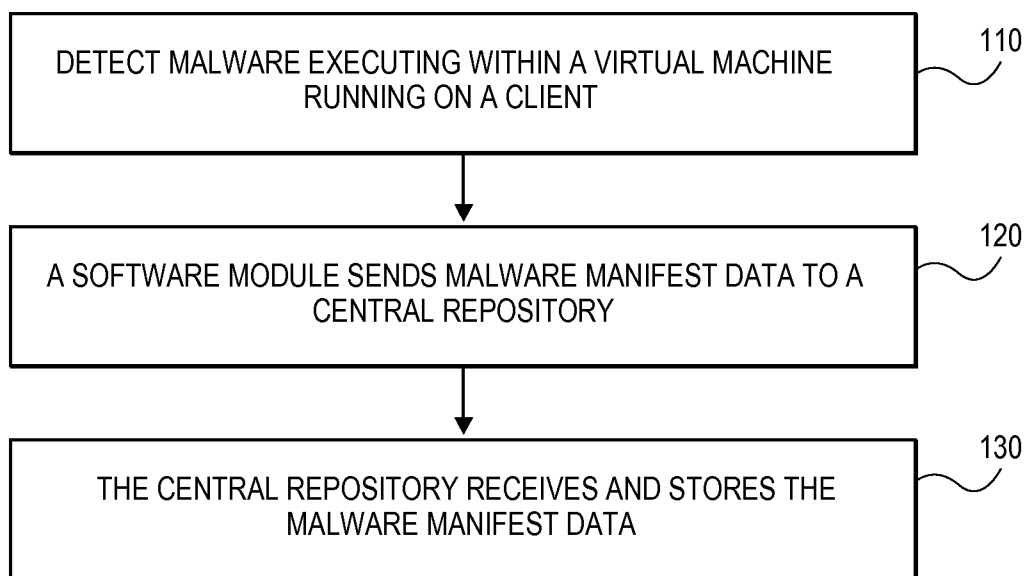 DETECT MALWARE EXECUTING WITHIN A VIRTUAL MACHINE
RUNNING ON A CLIENT
110
A SOFTWARE MODULE SENDS MALWARE MANIFEST DATA TO A
CENTRAL REPOSITORY
120
THE CENTRAL REPOSITORY RECEIVES AND STORES THE
MALWARE MANIFEST DATA
130